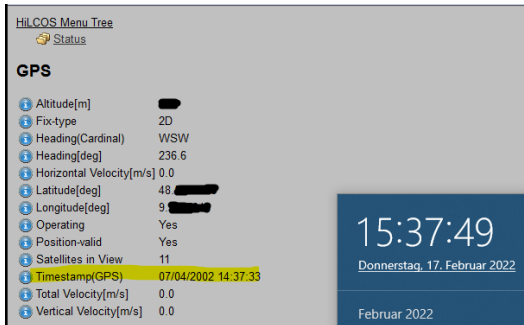 HiLCOS Menu Tree
Status
GPS
Altitude[m]
Fix-type 2D
Heading(Cardinal) WSW
Heading[deg] 236.6
Horizontal Velocity[m/s] 0.0
Latitude[deg] 48.
Longitude[deg] 9.
Operating Yes
Position-valid Yes
Satellites in View 11
Timestamp(GPS) 07/04/2002 14:37:33
Total Velocity[m/s] 0.0
Vertical Velocity[m/s] 0.0
15:37:49
Donnerstag, 17. Februar 2022
Februar 2022